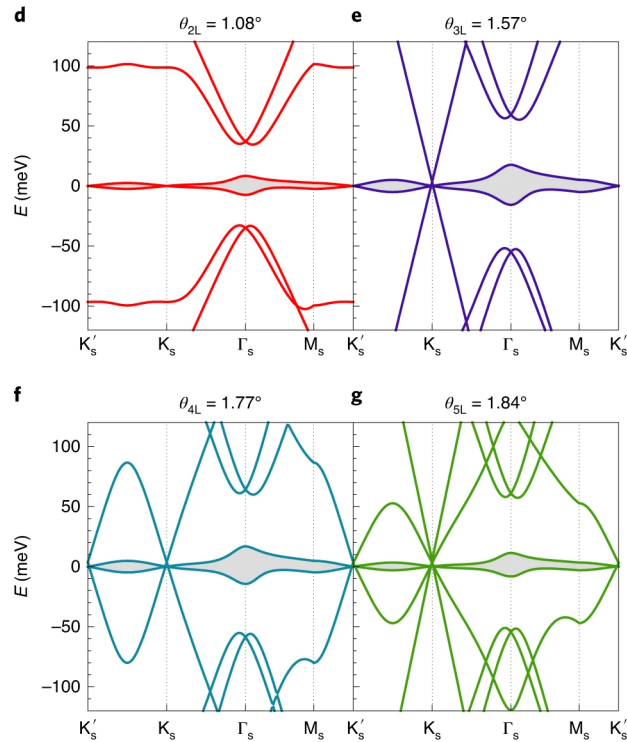 d
θ2L = 1.08°
e
θ3L = 1.57°
100
50
0
−50
−100
E (meV)
K′s
Ks
Γs
Ms
K′s
Ks
Γs
Ms
K′s
f
θ4L = 1.77°
g
θ5L = 1.84°
100
50
0
−50
−100
E (meV)
K′s
Ks
Γs
Ms
K′s
Ks
Γs
Ms
K′s